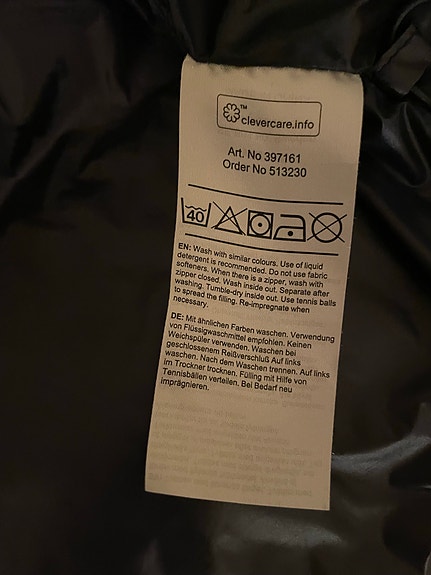 ™
clevercare.info
Art. No 397161
Order No 513230
40
EN: Wash with similar colours. Use of liquid
detergent is recommended. Do not use fabric
softeners. When there is a zipper, wash with
zipper closed. Wash inside out. Separate after
washing. Tumble-dry inside out. Use tennis balls
to spread the filling. Re-impregnate when
necessary.
DE: Mit ähnlichen Farben waschen. Verwendung
von Flüssigwaschmittel empfohlen. Keinen
Weichspüler verwenden. Waschen bei
geschlossenem Reißverschluß Auf links
waschen. Nach dem Waschen trennen. Auf links
im Trockner trocknen. Füllung mit Hilfe von
Tennisbällen verteilen. Bei Bedarf neu
imprägnieren.